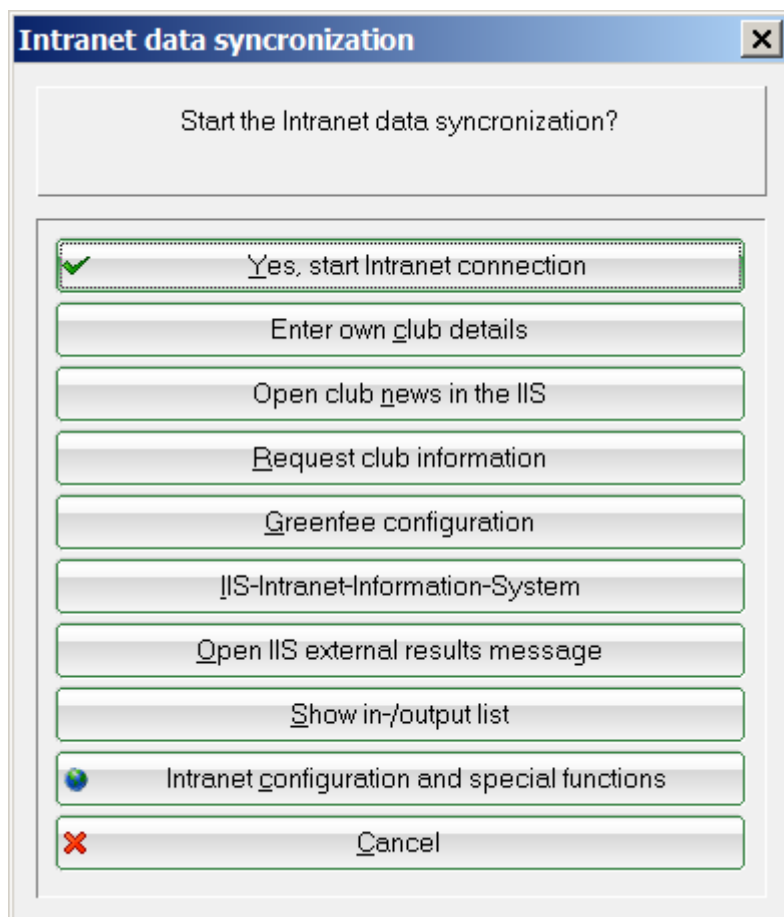 Intranet data syncronization
Start the Intranet data syncronization?
Yes, start Intranet connection
Enter own club details
Open club news in the IIS
Request club information
Greenfee configuration
IIS-Intranet-Information-System
Open IIS external results message
Show in-/output list
Intranet configuration and special functions
Cancel